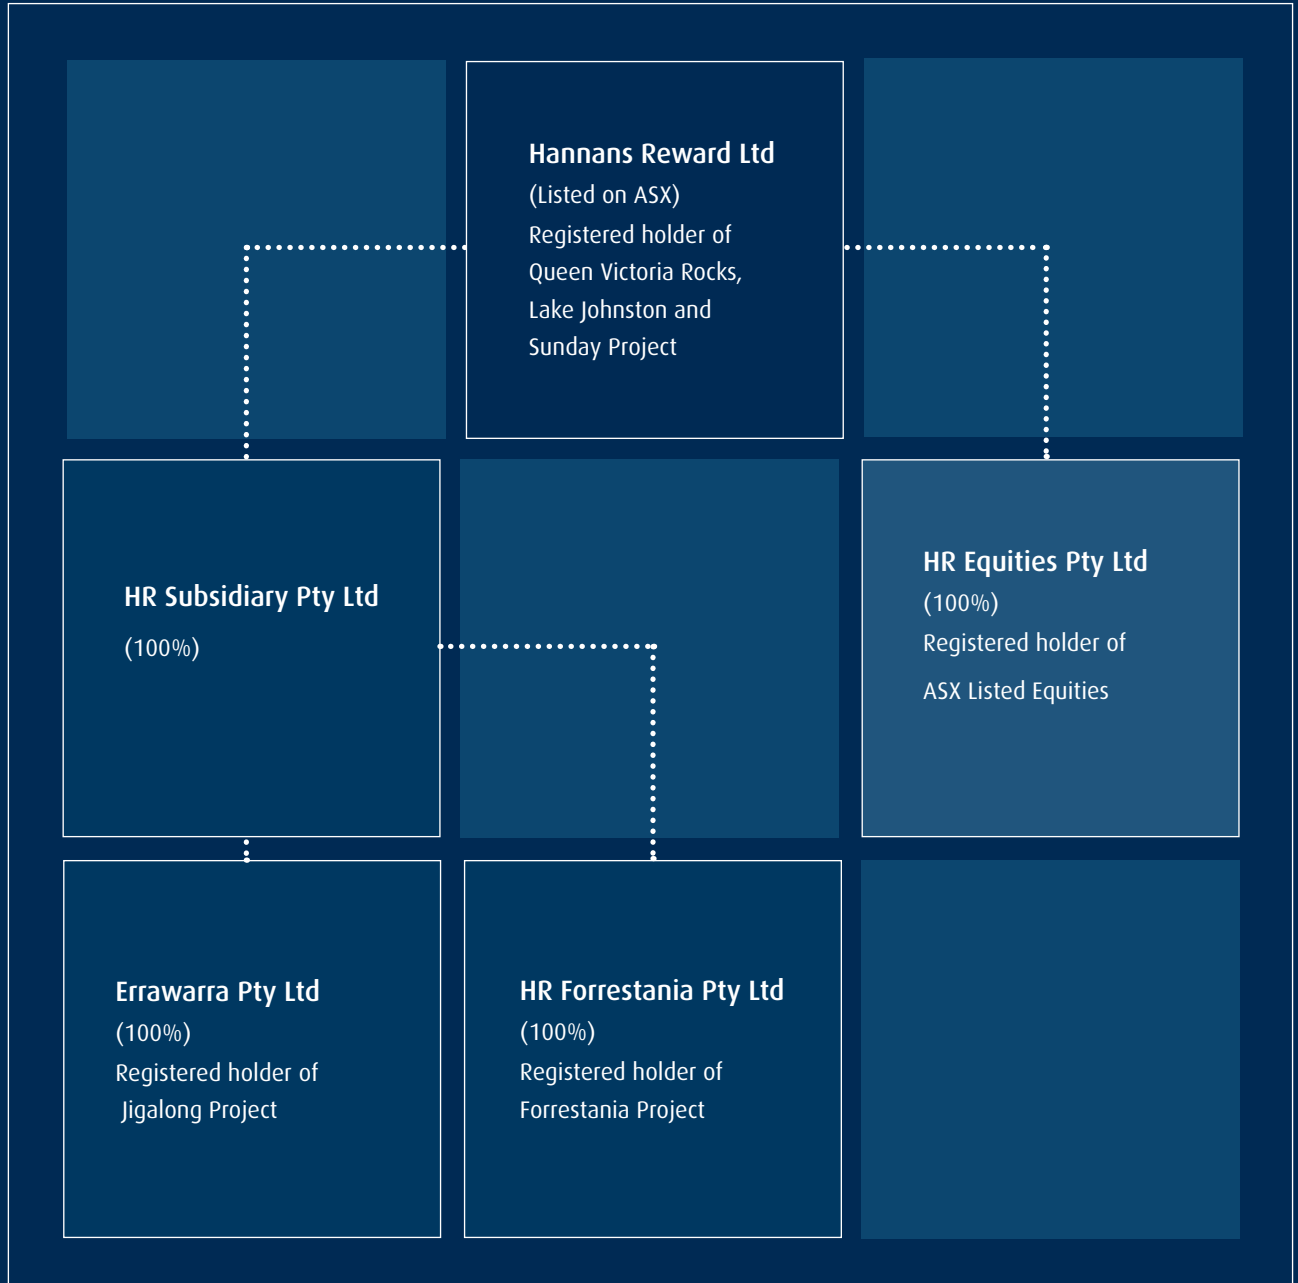 Hannans Reward Ltd
(Listed on ASX)
Registered holder of
Queen Victoria Rocks,
Lake Johnston and
Sunday Project
HR Subsidiary Pty Ltd
(100%)
HR Equities Pty Ltd
(100%)
Registered holder of
ASX Listed Equities
Errawarra Pty Ltd
(100%)
Registered holder of
Jigalong Project
HR Forrestania Pty Ltd
(100%)
Registered holder of
Forrestania Project